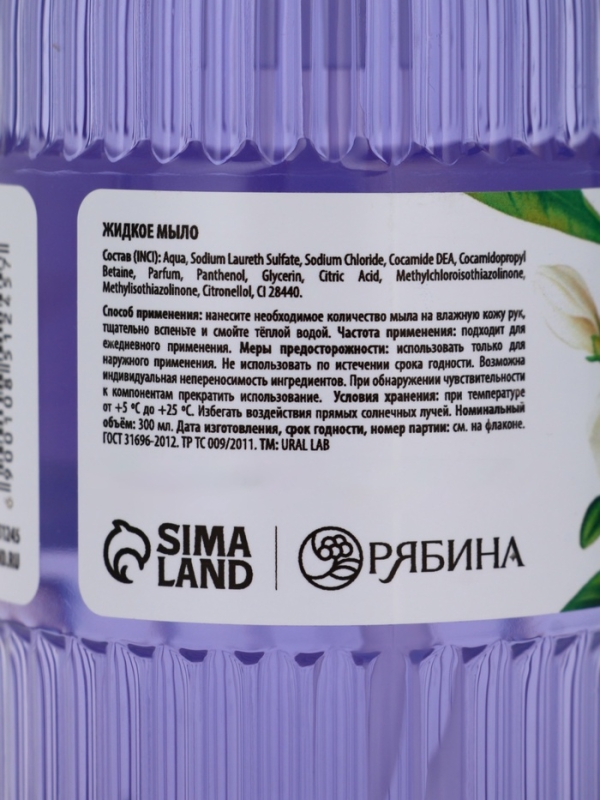 ЖИДКОЕ МЫЛО
Состав (INCI): Aqua, Sodium Laureth Sulfate, Sodium Chloride, Cocamide DEA, Cocamidopropyl
Betaine, Parfum, Panthenol, Glycerin, Citric Acid, Methylchloroisothiazolinone,
Methylisothiazolinone, Citronellol, CI 28440.
Способ применения: нанесите необходимое количество мыла на влажную кожу рук,
тщательно вспеньте и смойте тёплой водой. Частота применения: подходит для
ежедневного применения. Меры предосторожности: использовать только для
наружного применения. Не использовать по истечении срока годности. Возможна
индивидуальная непереносимость ингредиентов. При обнаружении чувствительности
к компонентам прекратить использование. Условия хранения: при температуре
от +5 ºС до +25 ºС. Избегать воздействия прямых солнечных лучей. Номинальный
объём: 300 мл. Дата изготовления, срок годности, номер партии: см. на флаконе.
ГОСТ 31696-2012. ТР ТС 009/2011. ТМ: URAL LAB
SIMA
LAND
РЯБИНА